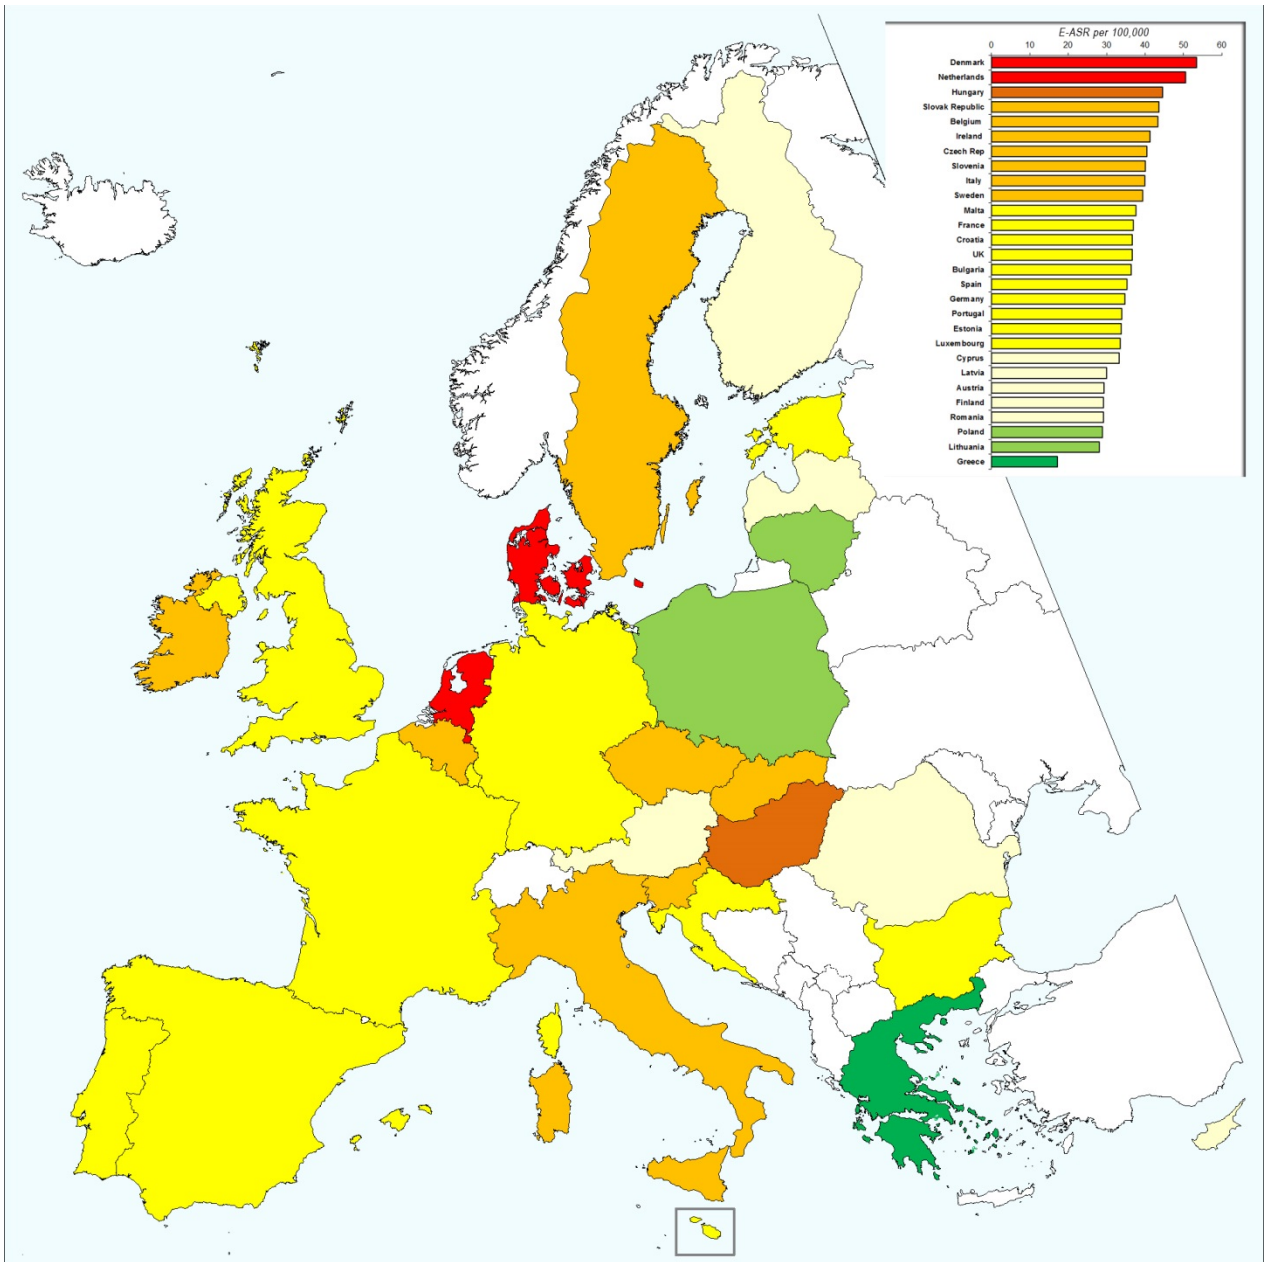 E-ASR per 100,000
0 10 20 30 40 50 60
Denmark
Netherlands
Hungary
Slovak Republic
Belgium
Ireland
Czech Rep
Slovenia
Italy
Sweden
Malta
France
Croatia
UK
Bulgaria
Spain
Germany
Portugal
Estonia
Luxembourg
Cyprus
Latvia
Austria
Finland
Romania
Poland
Lithuania
Greece